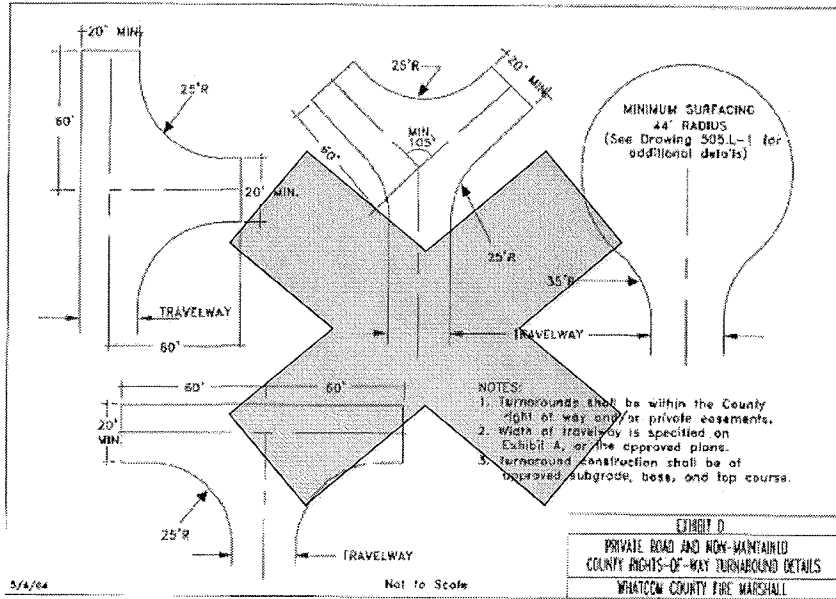 20' MIN.
25'R
60'
20' MIN.
TRAVELWAY
60'
25'R
20' MIN.
MIN.
105°
60'
25'R
MINIMUM SURFACING
44' RADIUS
(See Drawing 505.L-1 for
additional details)
35'R
TRAVELWAY
60'
60'
20'
MIN.
25'R
TRAVELWAY
NOTES:
1. Turnarounds shall be within the County
right of way and/or private easements.
2. Width of travelway is specified on
Exhibit A, or the approved plans.
3. Turnaround construction shall be of
approved subgrade, base, and top course.
Not to Scale
EXHIBIT D
PRIVATE ROAD AND NON-MAINTAINED
COUNTY RIGHTS-OF-WAY TURNAROUND DETAILS
WHATCOM COUNTY FIRE MARSHALL